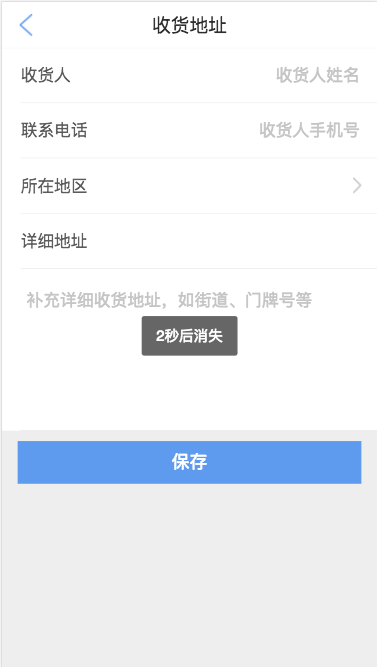 收货地址
收货人 收货人姓名
联系电话 收货人手机号
所在地区
详细地址
补充详细收货地址，如街道、门牌号等
2秒后消失
保存